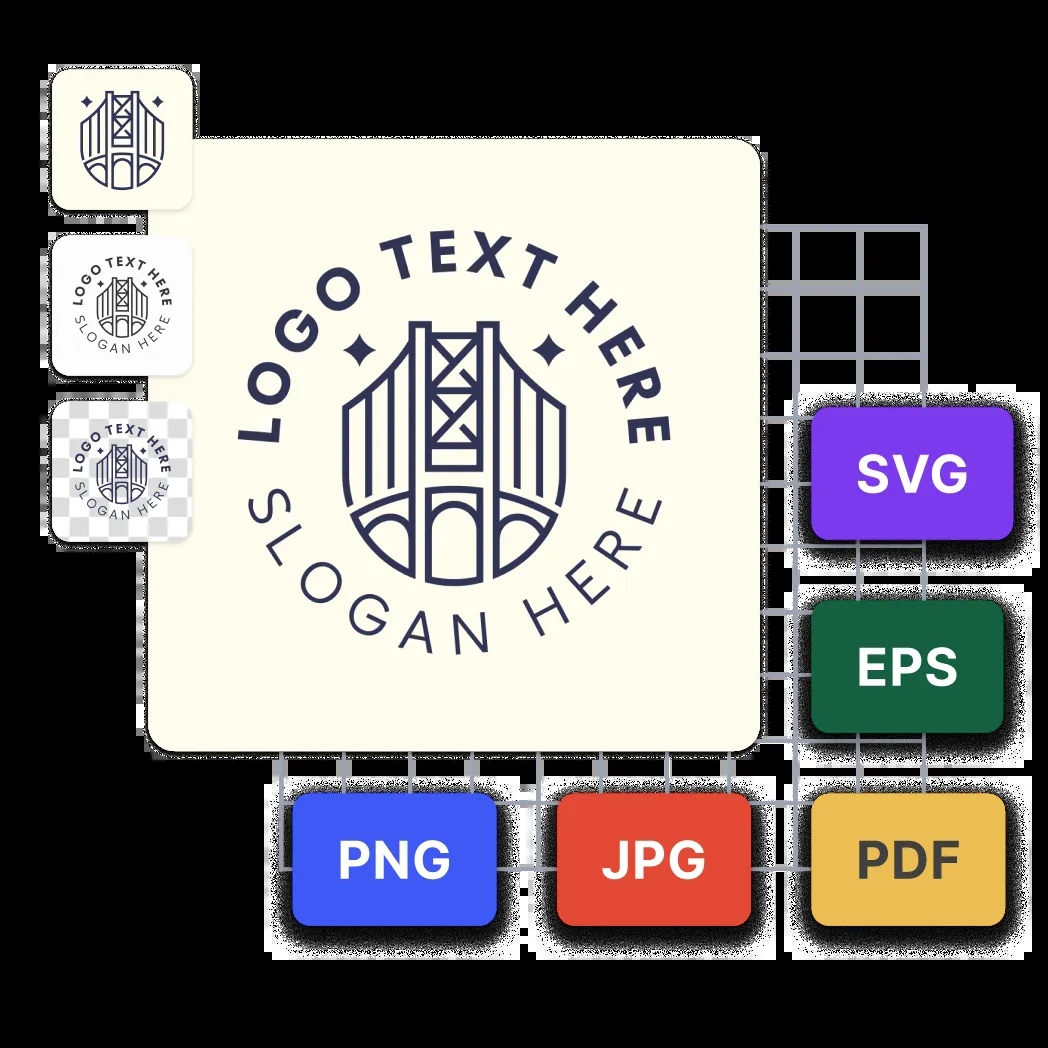 LOGO TEXT HERE
SLOGAN HERE
LOGO TEXT HERE
SLOGAN HERE
LOGO TEXT HERE
SLOGAN HERE
SVG
EPS
PNG
JPG
PDF